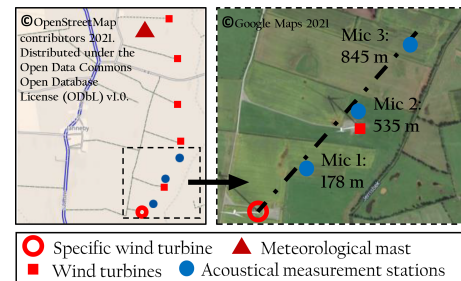 ©OpenStreetMap
contributors 2021.
Distributed under the
Open Data Commons
Open Database
License (ODbL) v1.0.
©Google Maps 2021
Mic 3:
845 m
Mic 2:
535 m
Mic 1:
178 m
Specific wind turbine
Meteorological mast
Wind turbines
Acoustical measurement stations